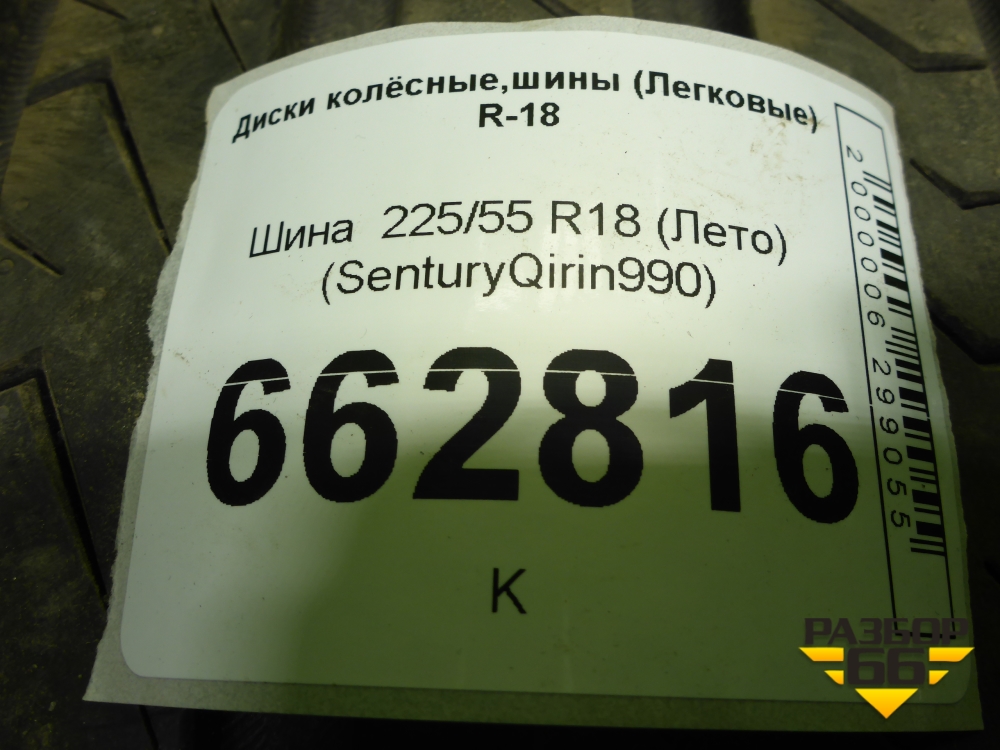 Диски колёсные,шины (Легковые)
R-18
Шина 225/55 R18 (Лето)
(SenturyQirin990)
662816
К
2000006299055
РАЗБОР
66